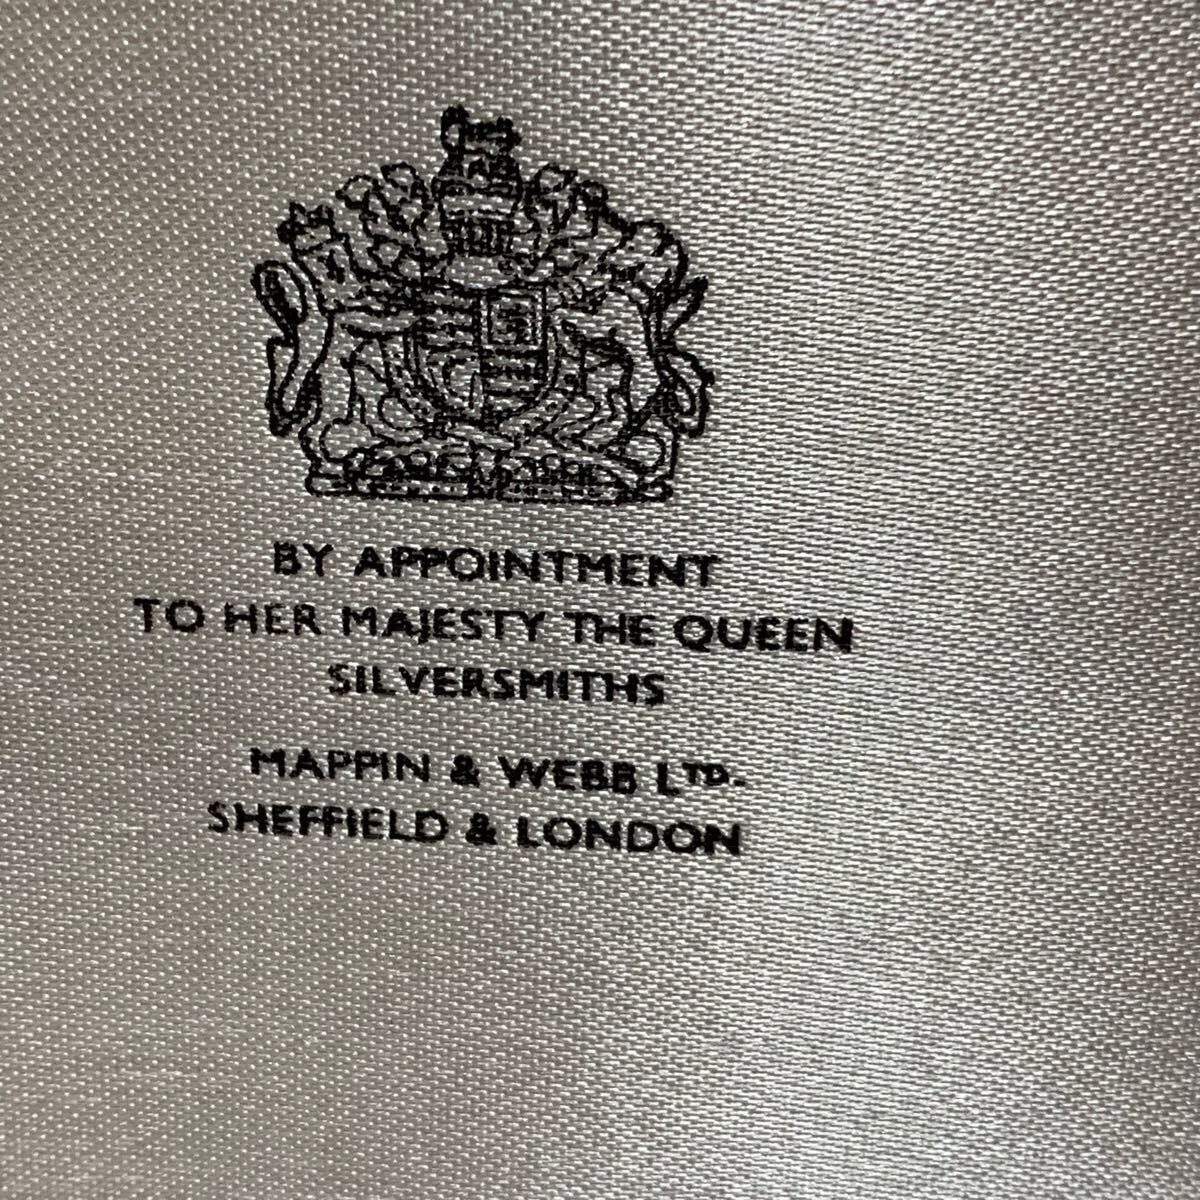 BY APPOINTMENT
TO HER MAJESTY THE QUEEN
SILVERSMITHS
MAPPIN & WEBB LTD.
SHEFFIELD & LONDON